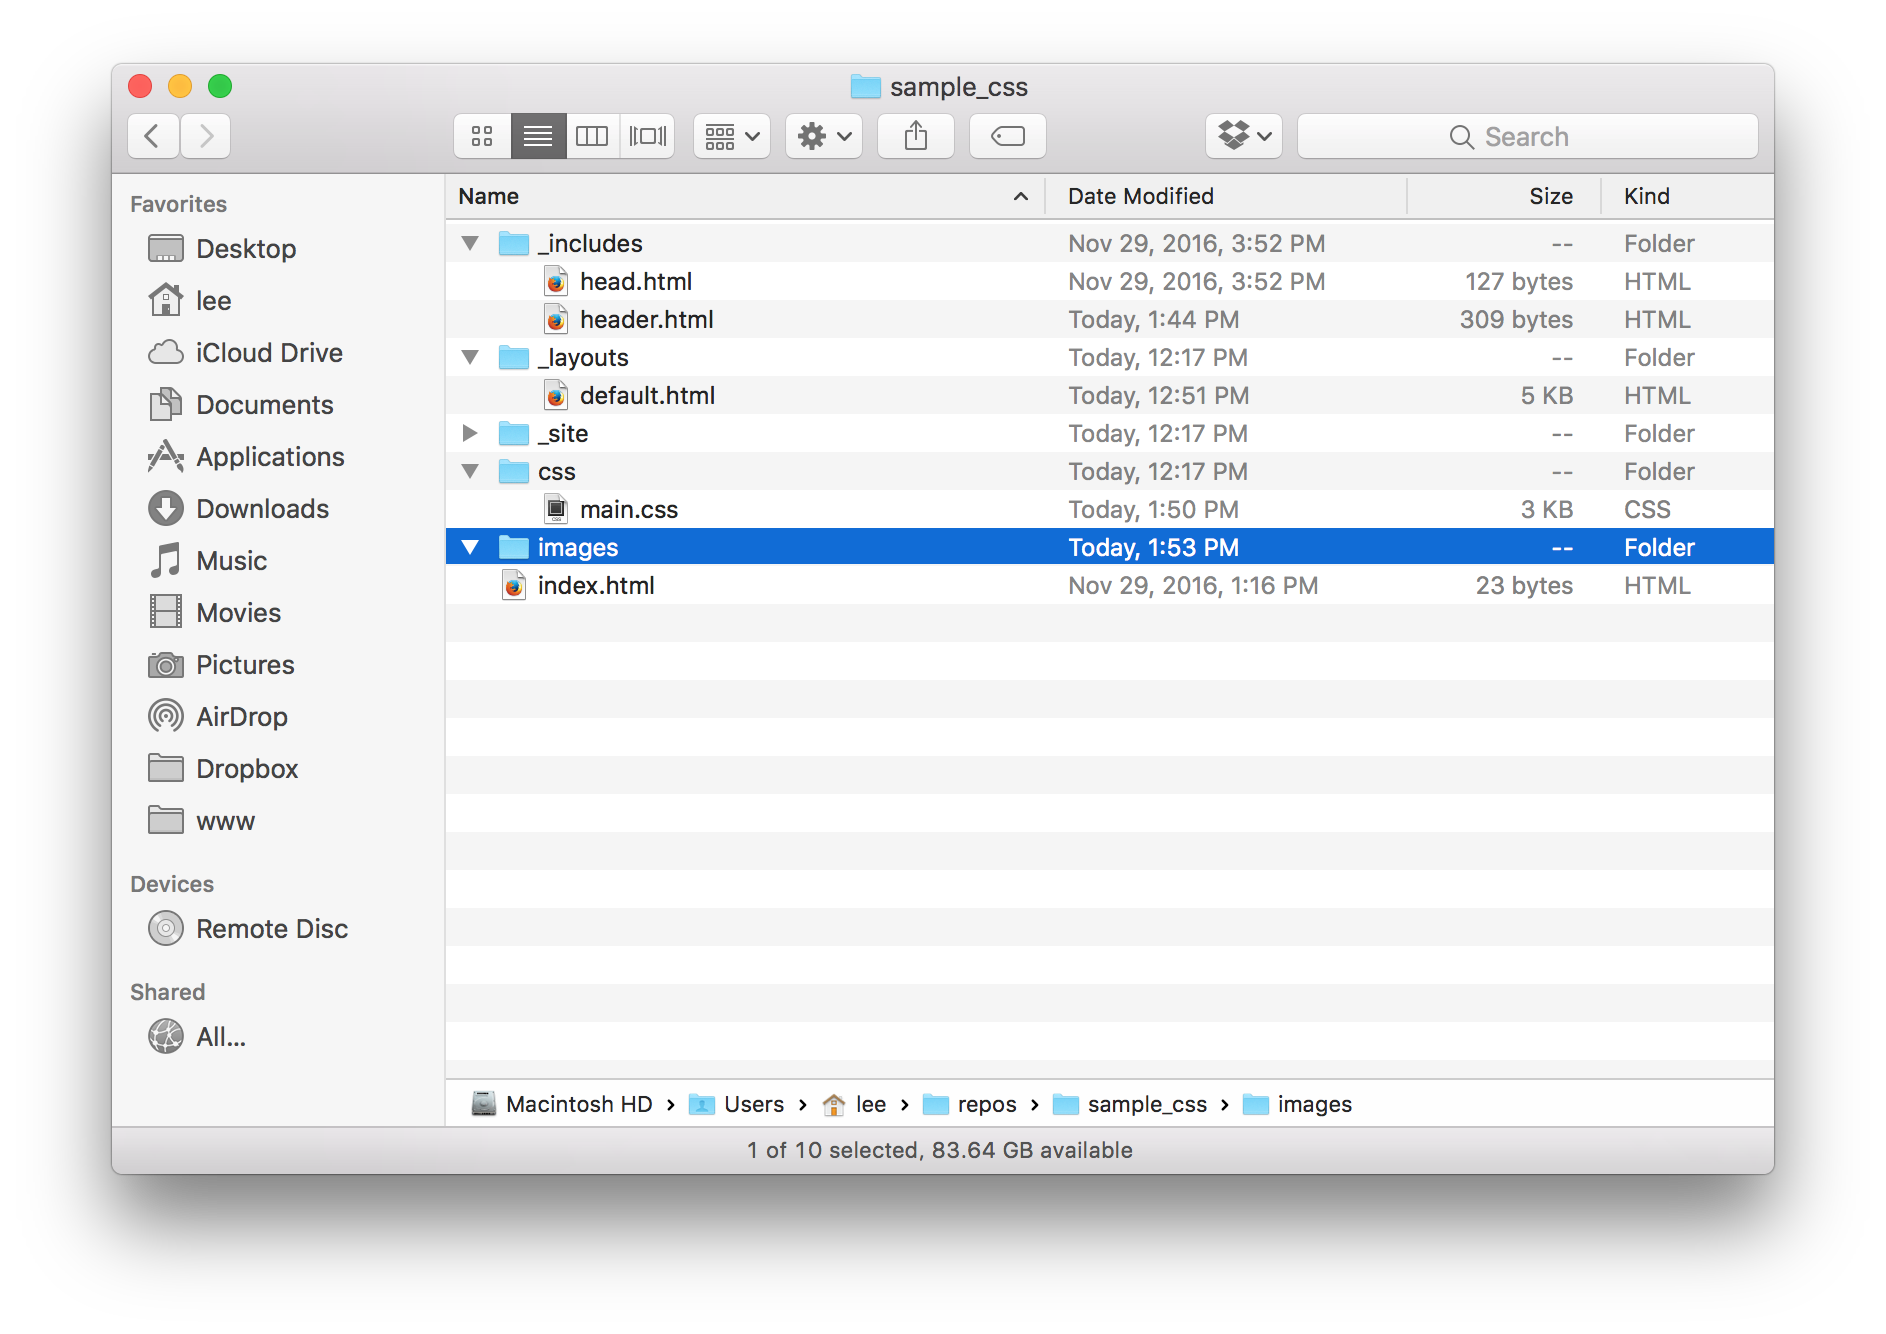 sample_css
Search
Favorites
Desktop
lee
iCloud Drive
Documents
Applications
Downloads
Music
Movies
Pictures
AirDrop
Dropbox
www
Devices
Remote Disc
Shared
All...
Name Date Modified Size Kind
_includes Nov 29, 2016, 3:52 PM -- Folder
head.html Nov 29, 2016, 3:52 PM 127 bytes HTML
header.html Today, 1:44 PM 309 bytes HTML
_layouts Today, 12:17 PM -- Folder
default.html Today, 12:51 PM 5 KB HTML
_site Today, 12:17 PM -- Folder
css Today, 12:17 PM -- Folder
main.css Today, 1:50 PM 3 KB CSS
images Today, 1:53 PM -- Folder
index.html Nov 29, 2016, 1:16 PM 23 bytes HTML
Macintosh HD › Users › lee › repos › sample_css › images
1 of 10 selected, 83.64 GB available